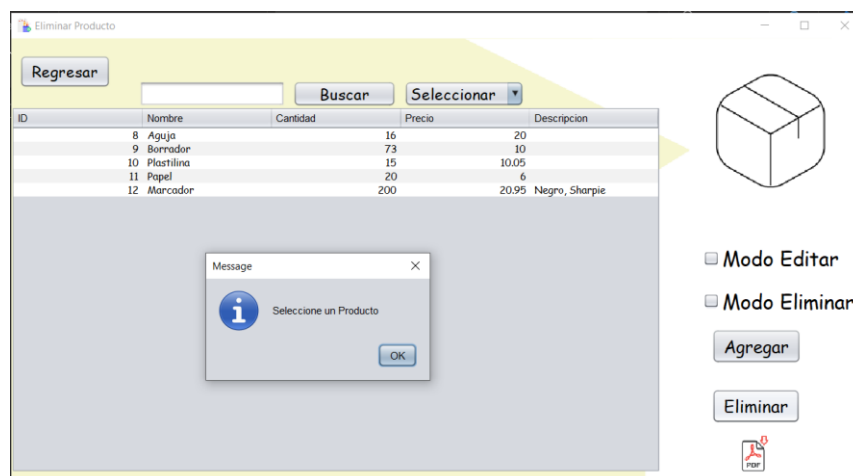 Eliminar Producto
Regresar
Buscar
Seleccionar
ID Nombre Cantidad Precio Descripcion
8 Aguja 16 20
9 Borrador 73 10
10 Plastilina 15 10.05
11 Papel 20 6
12 Marcador 200 20.95 Negro, Sharpie
Message
Seleccione un Producto
OK
Modo Editar
Modo Eliminar
Agregar
Eliminar
PDF